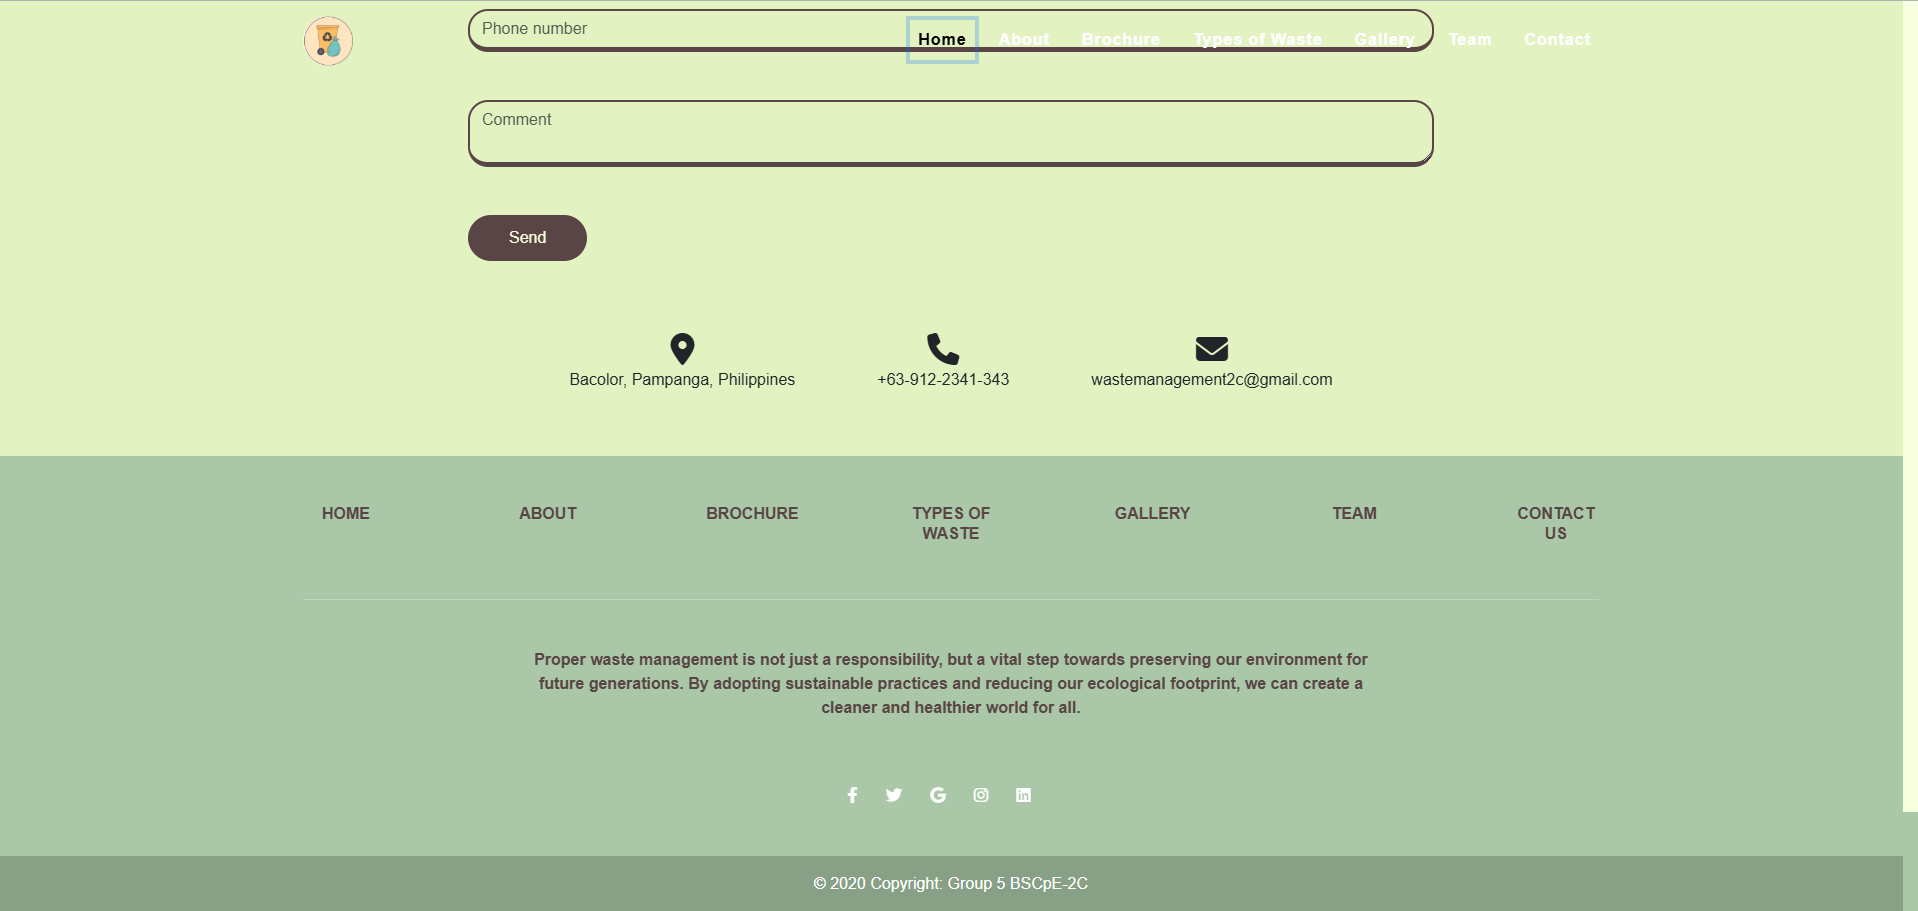 Phone number
Home About Brochure Types of Waste Gallery Team Contact
Comment
Send
Bacolor, Pampanga, Philippines +63-912-2341-343 wastemanagement2c@gmail.com
HOME ABOUT BROCHURE TYPES OF WASTE GALLERY TEAM CONTACT US
Proper waste management is not just a responsibility, but a vital step towards preserving our environment for
future generations. By adopting sustainable practices and reducing our ecological footprint, we can create a
cleaner and healthier world for all.
© 2020 Copyright: Group 5 BSCpE-2C